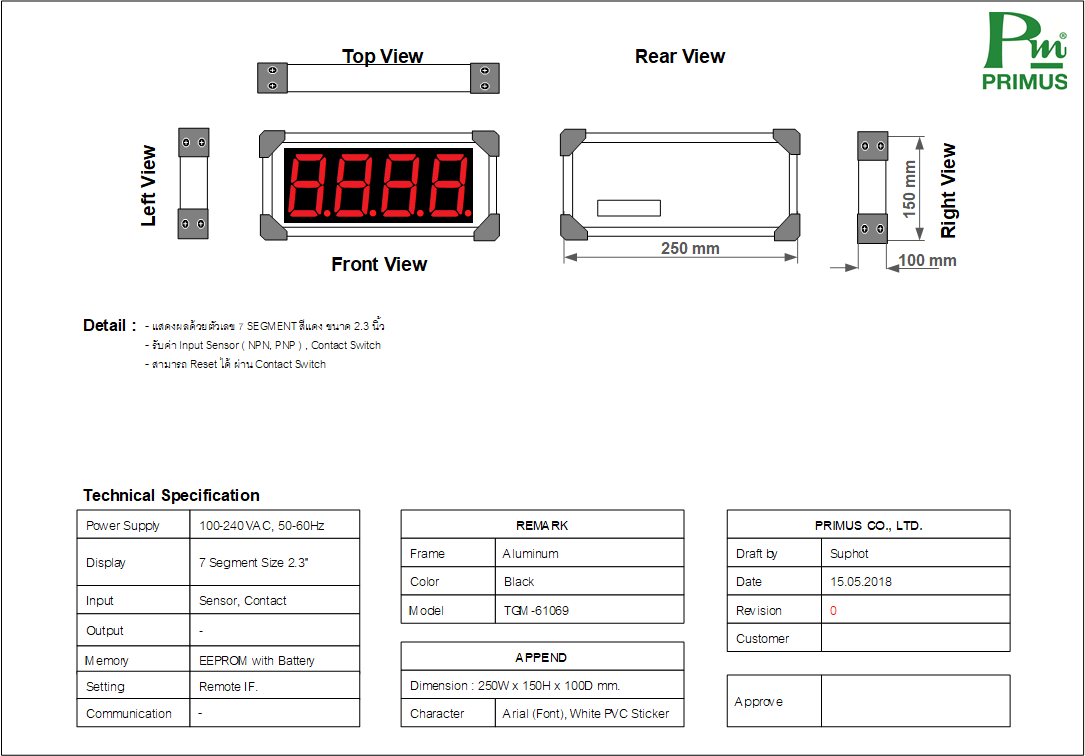 Pm®
PRIMUS
Top View
Rear View
Left View
8.8.8.8.
Front View
150 mm
Right View
250 mm
100 mm
Detail :
- แสดงผลด้วยตัวเลข 7 SEGMENT สีแดง ขนาด 2.3 นิ้ว
- รับค่า Input Sensor ( NPN, PNP ) , Contact Switch
- สามารถ Reset ได้ ผ่าน Contact Switch
Technical Specification
Power Supply 100-240 VAC, 50-60Hz
Display 7 Segment Size 2.3"
Input Sensor, Contact
Output -
Memory EEPROM with Battery
Setting Remote IF.
Communication -
REMARK
Frame Aluminum
Color Black
Model TGM-61069
APPEND
Dimension : 250W x 150H x 100D mm.
Character Arial (Font), White PVC Sticker
PRIMUS CO., LTD.
Draft by Suphot
Date 15.05.2018
Revision 0
Customer
Approve